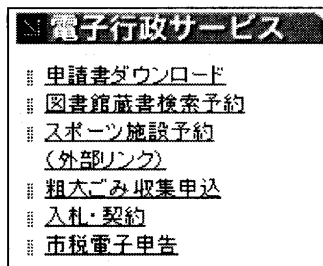 電子行政サービス
申請書ダウンロード
図書館蔵書検索予約
スポーツ施設予約
(外部リンク)
粗大ごみ収集申込
入札・契約
市税電子申告